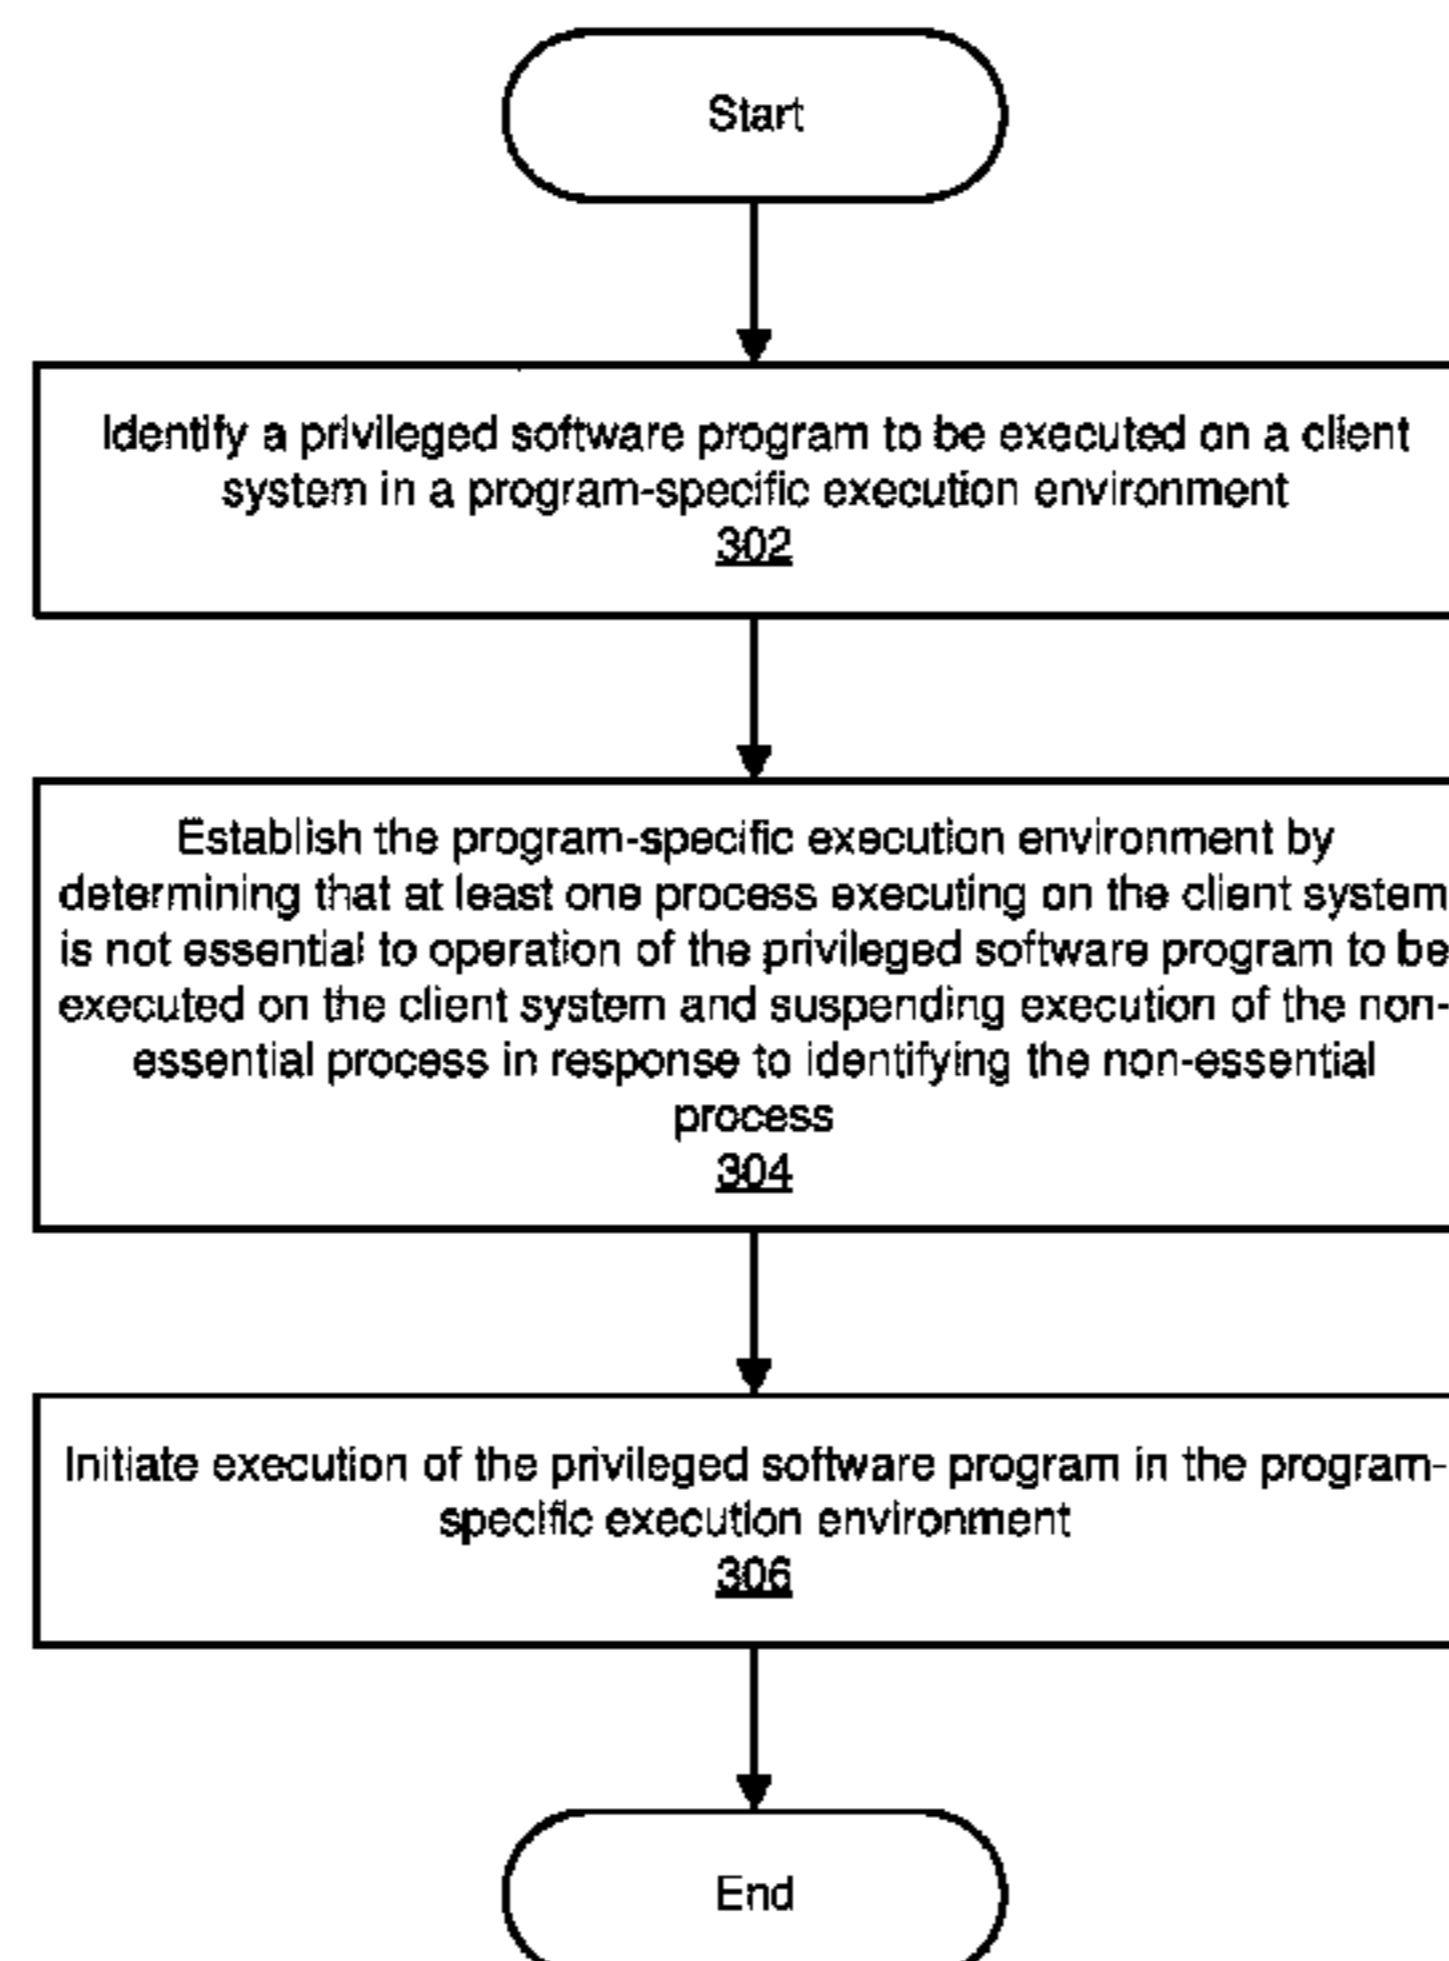 Start
Identify a privileged software program to be executed on a client
system in a program-specific execution environment
302
Establish the program-specific execution environment by
determining that at least one process executing on the client system
is not essential to operation of the privileged software program to be
executed on the client system and suspending execution of the non-
essential process in response to identifying the non-essential
process
304
Initiate execution of the privileged software program in the program-
specific execution environment
306
End